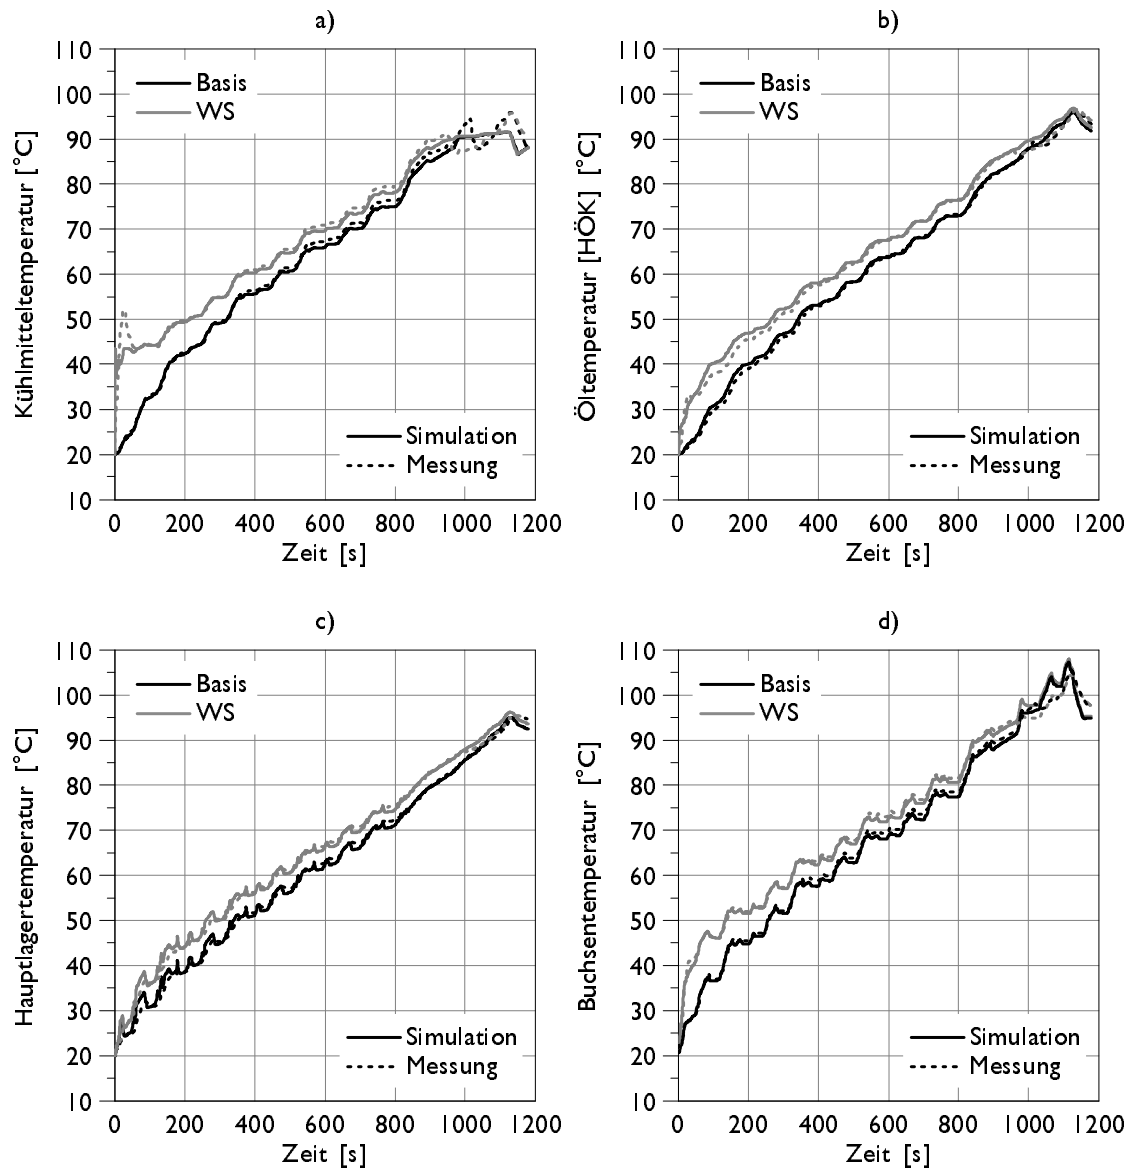 a)
110
100
90
80
70
60
50
40
30
20
10
Kühlmitteltemperatur [°C]
Basis
WS
Simulation
Messung
0 200 400 600 800 1000 1200
Zeit [s]
b)
110
100
90
80
70
60
50
40
30
20
10
Öltemperatur [HÖK] [°C]
Basis
WS
Simulation
Messung
0 200 400 600 800 1000 1200
Zeit [s]
c)
110
100
90
80
70
60
50
40
30
20
10
Hauptlagertemperatur [°C]
Basis
WS
Simulation
Messung
0 200 400 600 800 1000 1200
Zeit [s]
d)
110
100
90
80
70
60
50
40
30
20
10
Buchsentemperatur [°C]
Basis
WS
Simulation
Messung
0 200 400 600 800 1000 1200
Zeit [s]